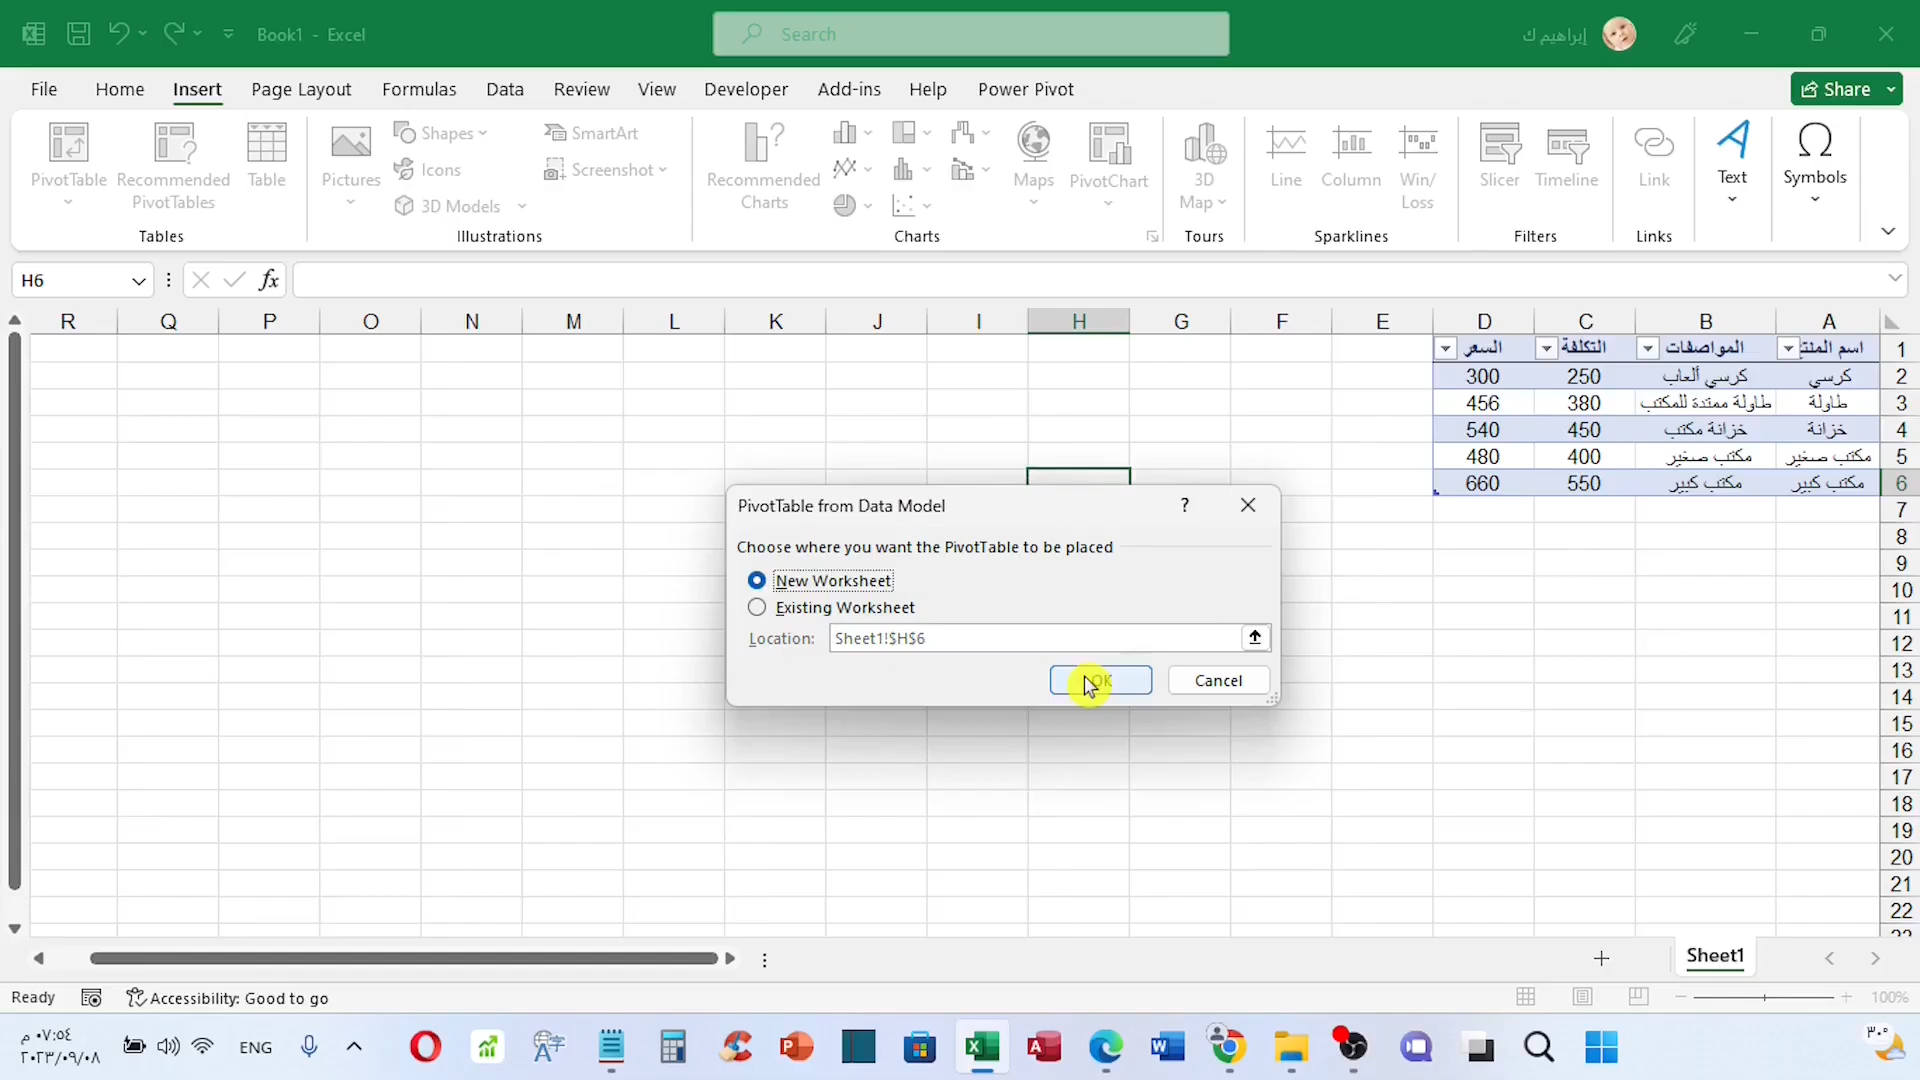 Book1 - Excel
Search
إبراهيم ك
File Home Insert Page Layout Formulas Data Review View Developer Add-ins Help Power Pivot
Share
PivotTable
Recommended PivotTables
Table
Tables
Pictures
Shapes
Icons
3D Models
SmartArt
Screenshot
Illustrations
Recommended Charts
Maps
PivotChart
Charts
3D Map
Tours
Line
Column
Win/ Loss
Sparklines
Slicer
Timeline
Filters
Link
Links
Text
Symbols
H6
fx
R Q P O N M L K J I H G F E D C B A
1 اسم المنتج المواصفات التكلفة السعر
2 كرسي كرسي ألعاب 250 300
3 طاولة طاولة ممتدة للمكتب 380 456
4 خزانة خزانة مكتب 450 540
5 مكتب صغير مكتب صغير 400 480
6 مكتب كبير مكتب كبير 550 660
7
8
9
10
11
12
13
14
15
16
17
18
19
20
21
22
PivotTable from Data Model ?
Choose where you want the PivotTable to be placed
New Worksheet
Existing Worksheet
Location: Sheet1!$H$6
OK Cancel
Sheet1
Ready
Accessibility: Good to go
100%
٠٧:٥٤ م
٢٠٢٣/٠٩/٠٨
ENG
٣٠°